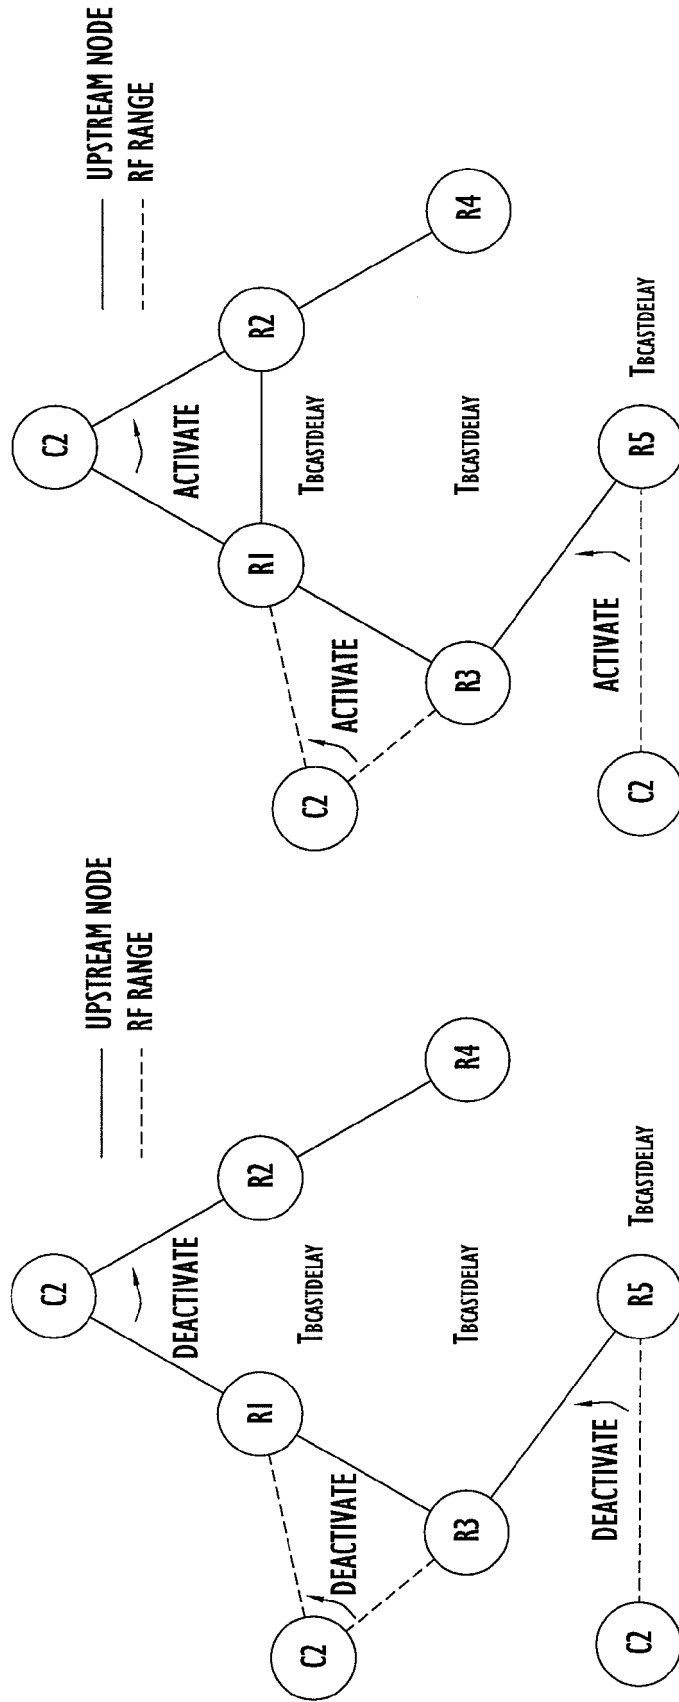 C2
UPSTREAM NODE
RF RANGE
DEACTIVATE
R1
R2
TBCASTDELAY
C2
DEACTIVATE
R3
TBCASTDELAY
R4
DEACTIVATE
C2
R5
TBCASTDELAY
C2
UPSTREAM NODE
RF RANGE
ACTIVATE
R1
R2
TBCASTDELAY
C2
ACTIVATE
R3
TBCASTDELAY
R4
ACTIVATE
C2
R5
TBCASTDELAY